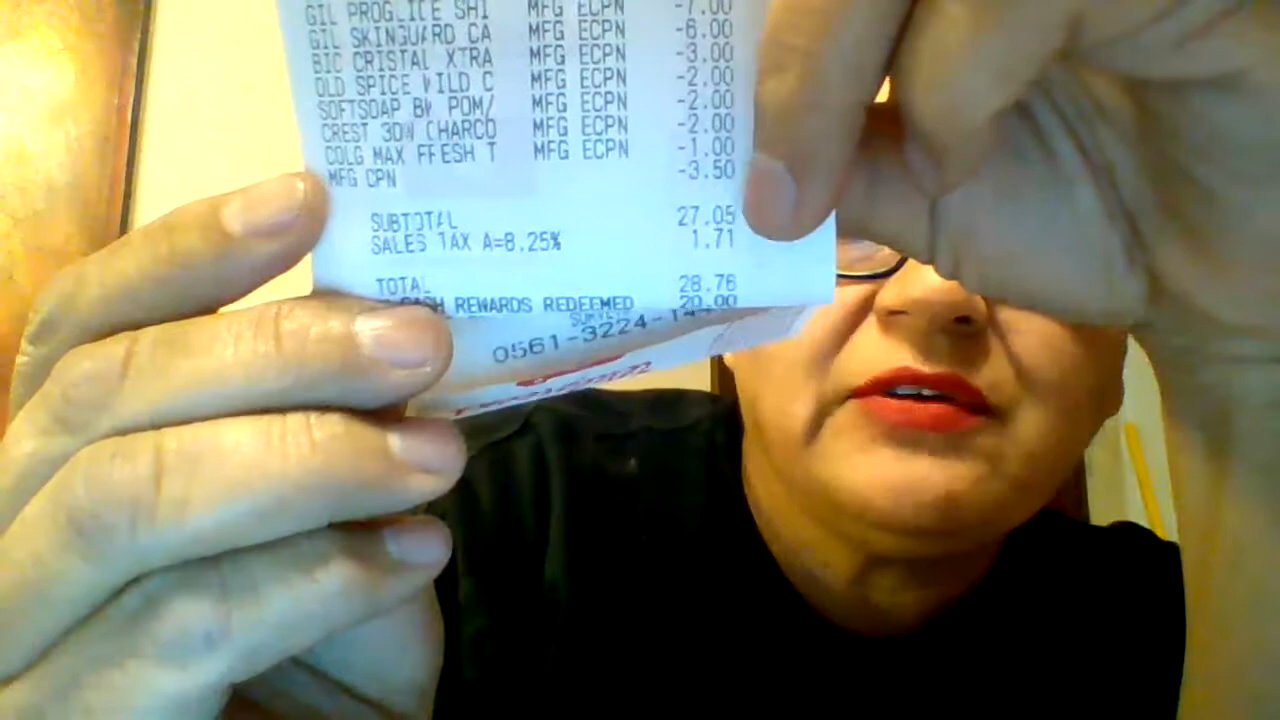 GIL PROGLIDE SHI MFG ECPN -7.00
GIL SKINGUARD CA MFG ECPN -6.00
BIC CRISTAL XTRA MFG ECPN -3.00
OLD SPICE WILD C MFG ECPN -2.00
SOFTSOAP BW POM/ MFG ECPN -2.00
CREST 3DW CHARCO MFG ECPN -2.00
COLG MAX FRESH T MFG ECPN -1.00
MFG CPN -3.50
SUBTOTAL 27.05
SALES TAX A=8.25% 1.71
TOTAL 28.76
CASH REWARDS REDEEMED 20.00
0561-3224-14